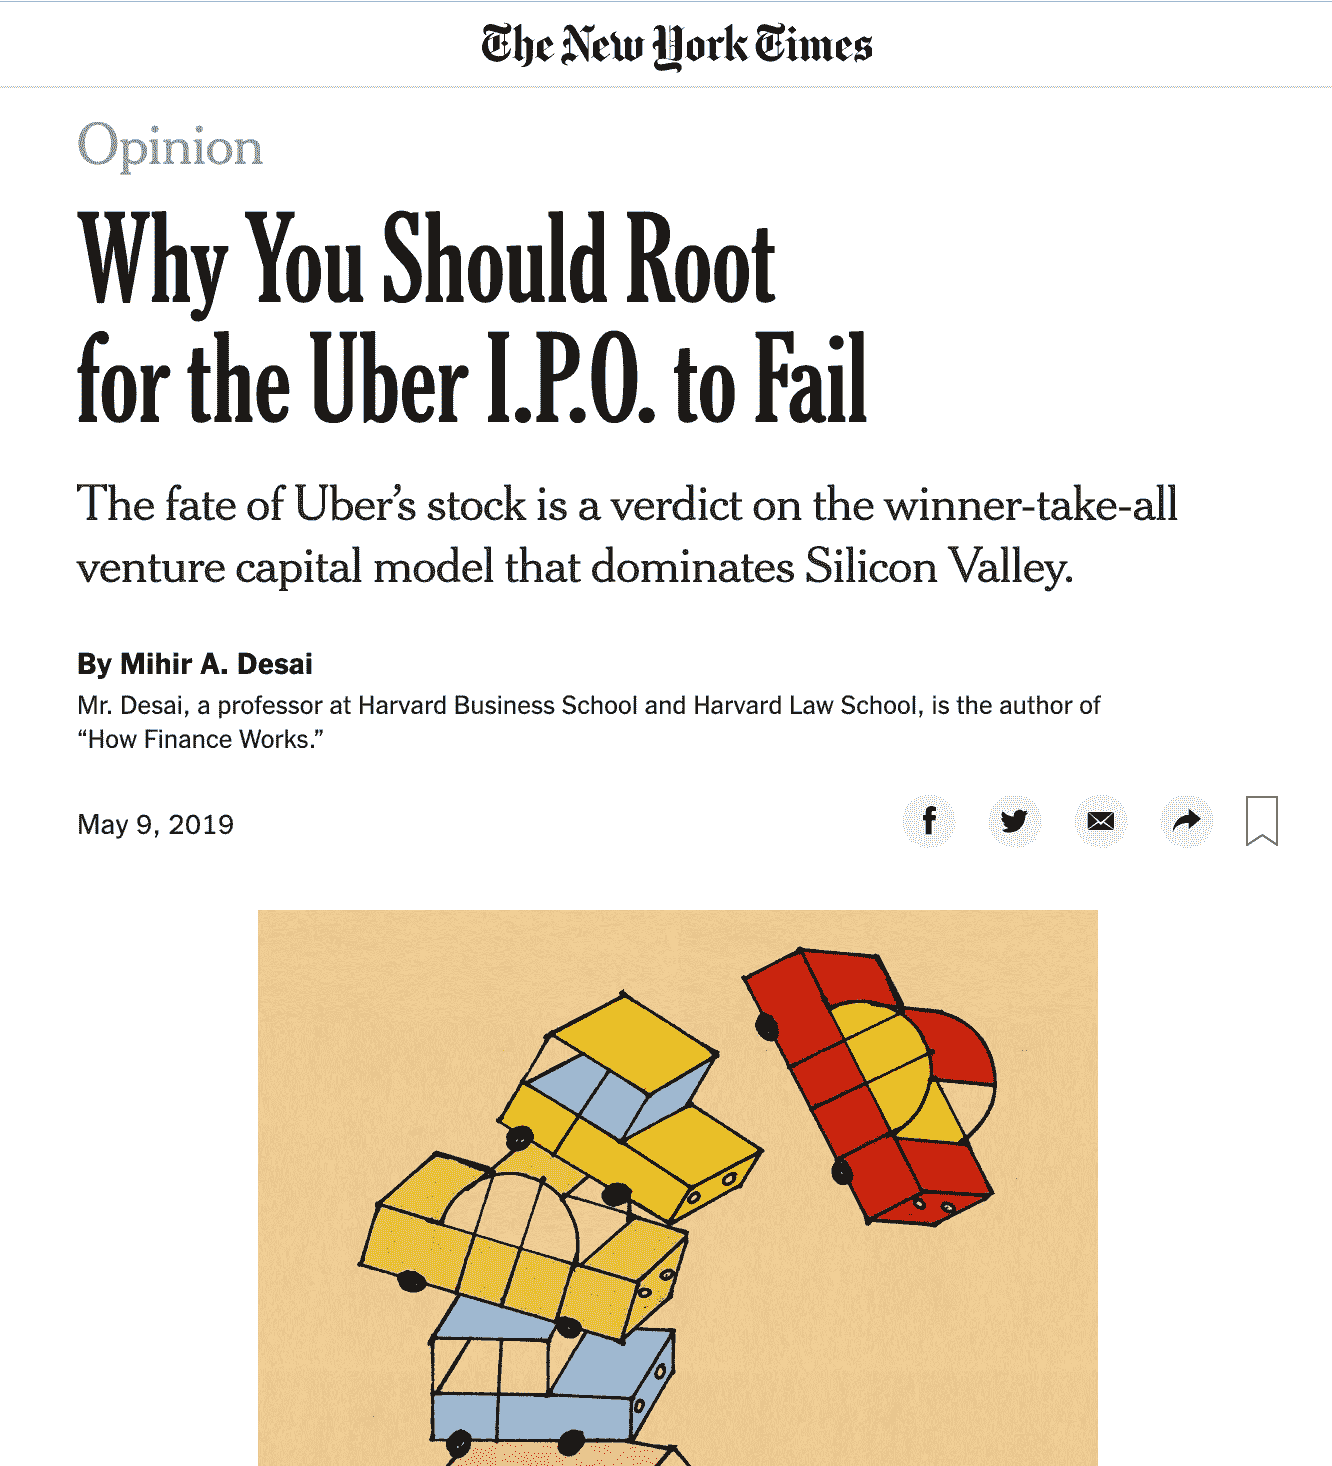 The New York Times
Opinion
Why You Should Root
for the Uber I.P.O. to Fail
The fate of Uber’s stock is a verdict on the winner-take-all
venture capital model that dominates Silicon Valley.
By Mihir A. Desai
Mr. Desai, a professor at Harvard Business School and Harvard Law School, is the author of
“How Finance Works.”
May 9, 2019